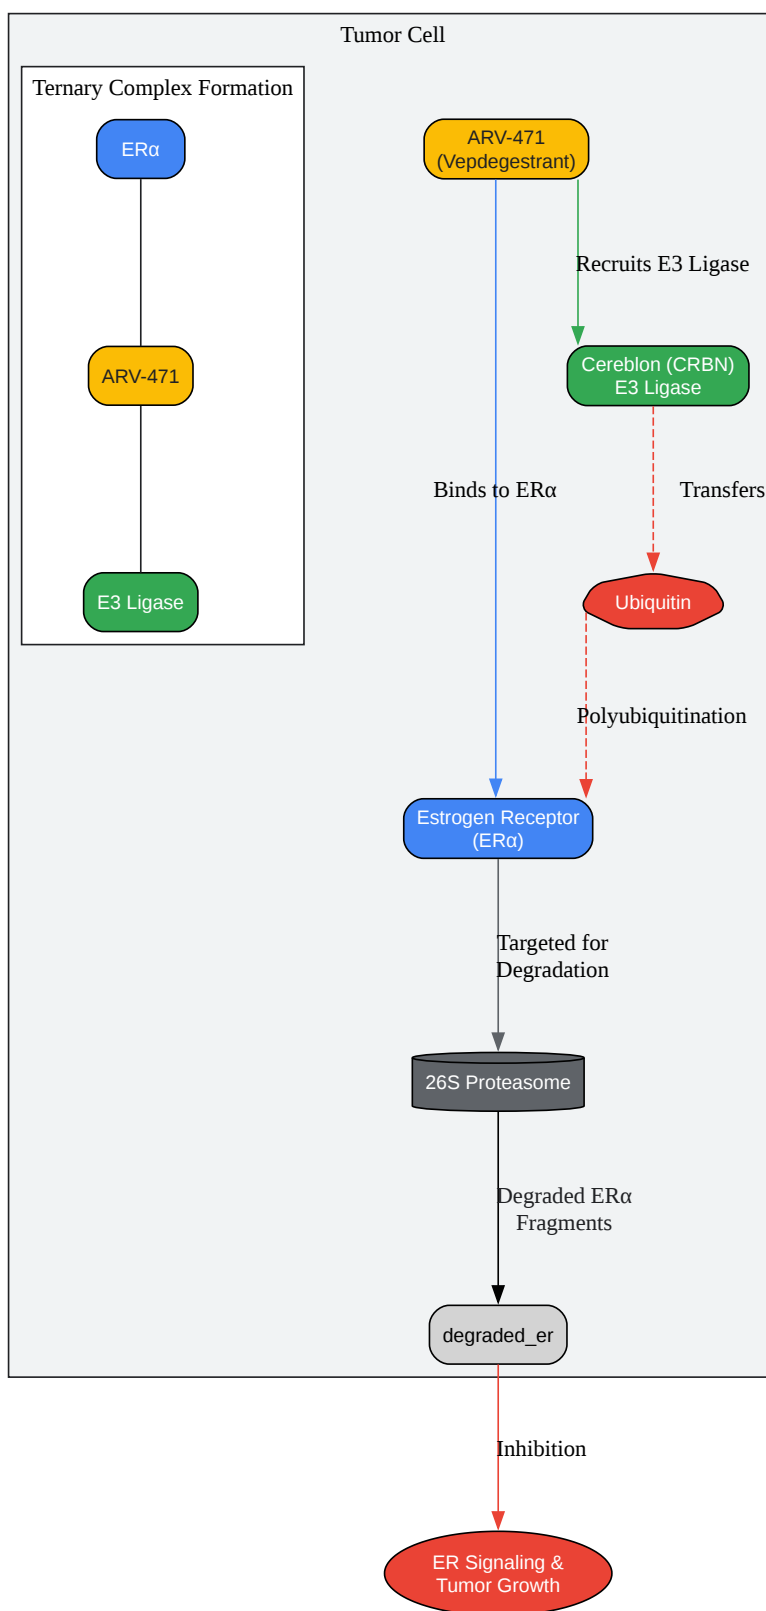 Tumor Cell
Ternary Complex Formation
ERα
ARV-471
E3 Ligase
ARV-471
(Vepdegestrant)
Recruits E3 Ligase
Cereblon (CRBN)
E3 Ligase
Binds to ERα
Transfers
Ubiquitin
Polyubiquitination
Estrogen Receptor
(ERα)
Targeted for
Degradation
26S Proteasome
Degraded ERα
Fragments
degraded_er
Inhibition
ER Signaling &
Tumor Growth